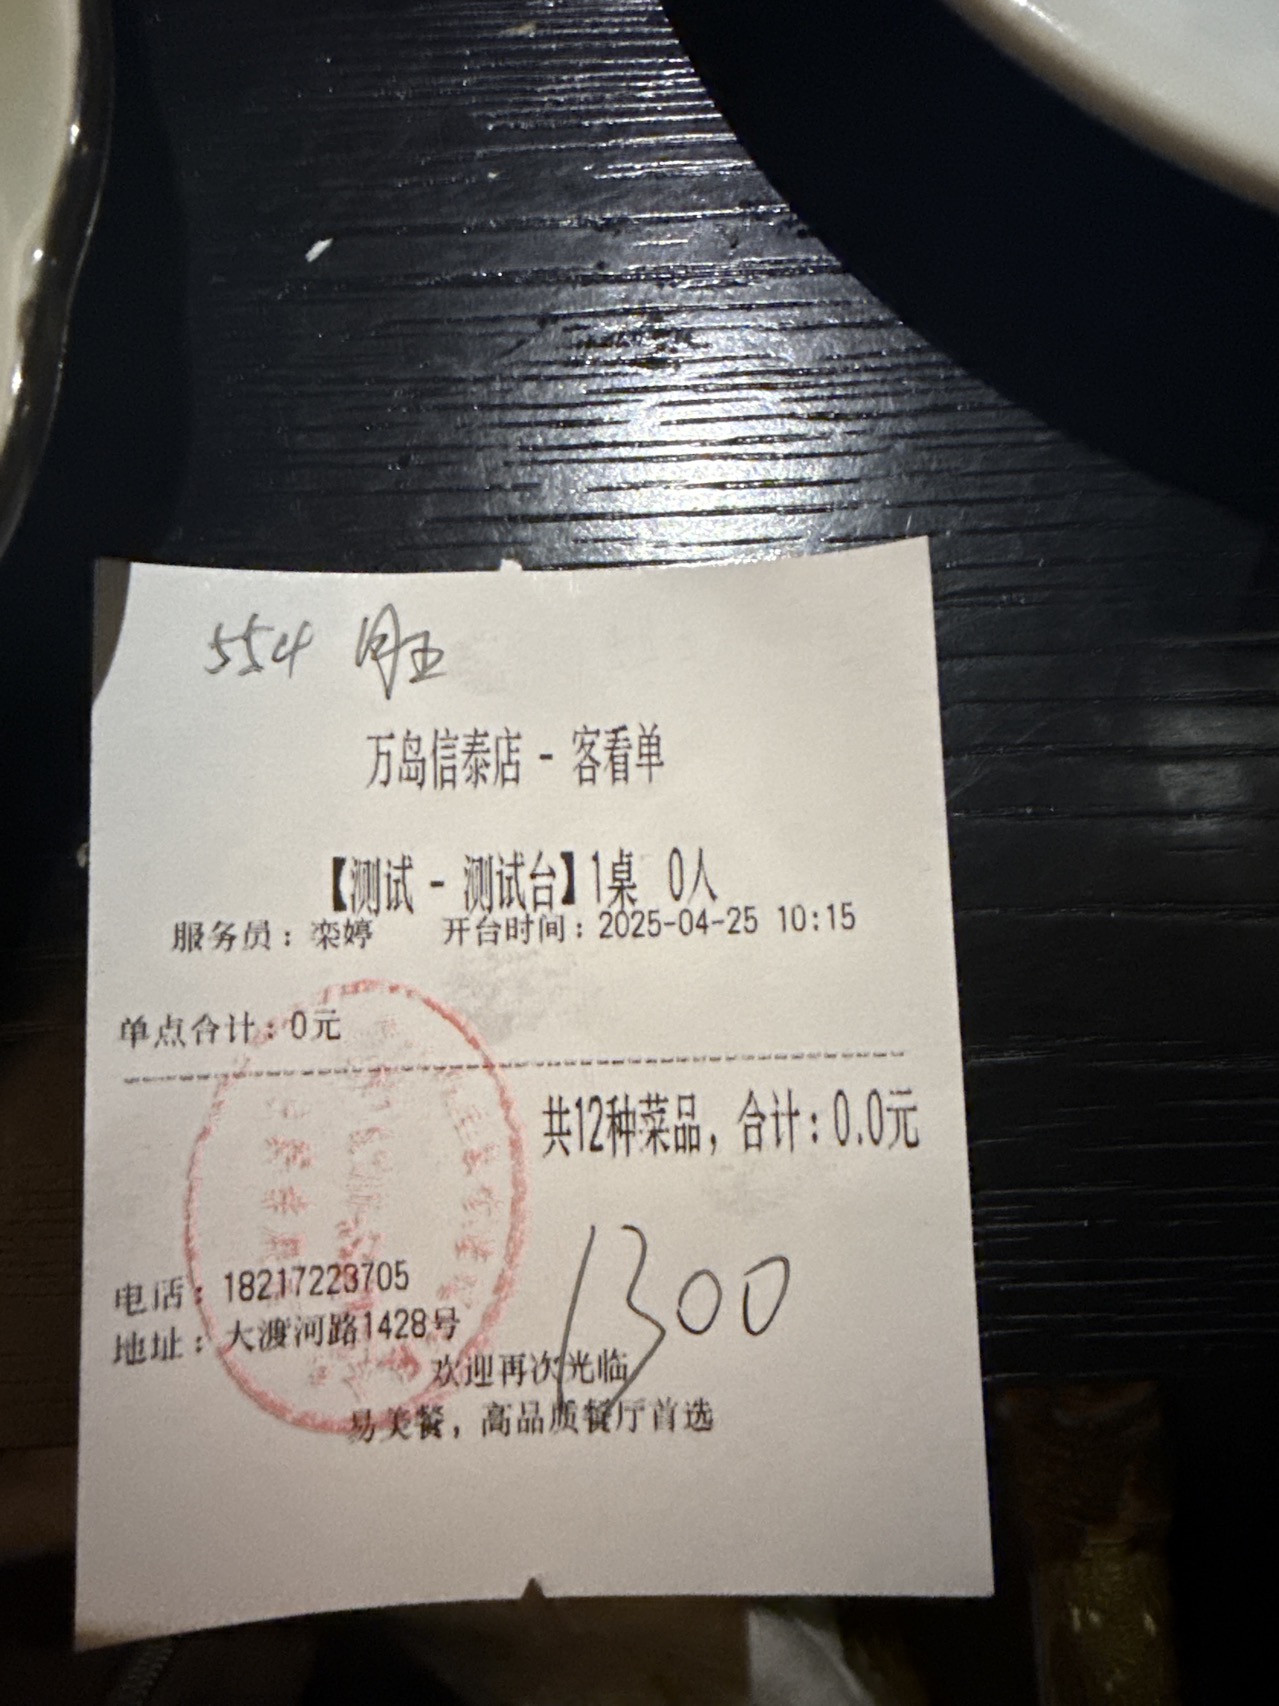 554
万岛信泰店 - 客看单
【测试 - 测试台】1桌 0人
服务员：栾婷 开台时间：2025-04-25 10:15
单点合计：0元
共12种菜品，合计：0.0元
1300
电话：18217223705
地址：大渡河路1428号
欢迎再次光临
易美餐，高品质餐厅首选